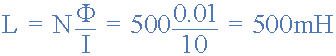 L = N Φ/I = 500 0.01/10 = 500mH